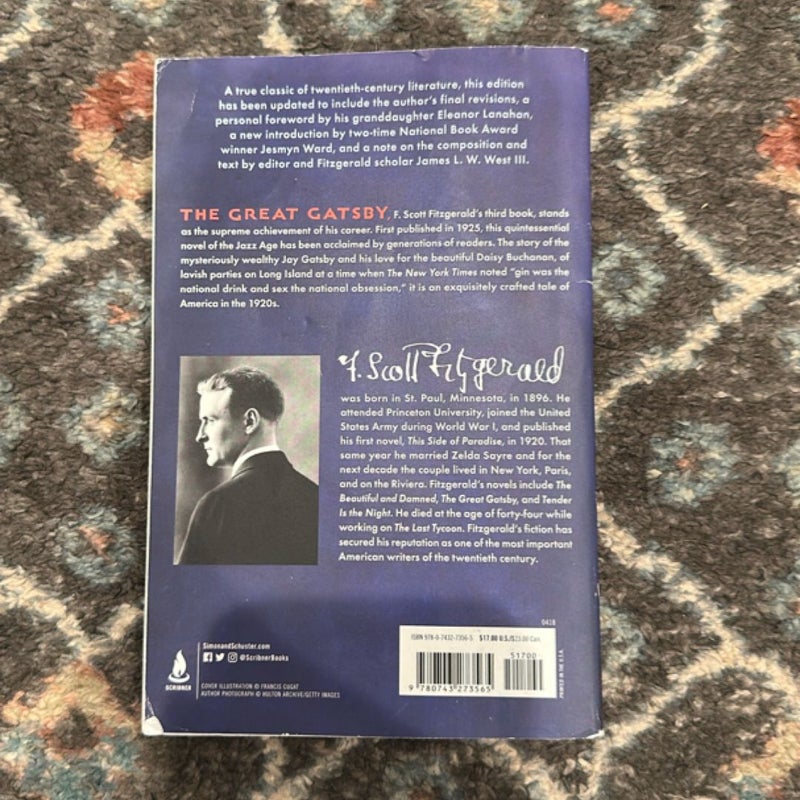 A true classic of twentieth-century literature, this edition
has been updated to include the author's final revisions, a
personal foreword by his granddaughter Eleanor Lanahan,
a new introduction by two-time National Book Award
winner Jesmyn Ward, and a note on the composition and
text by editor and Fitzgerald scholar James L. W. West III.
THE GREAT GATSBY, F. Scott Fitzgerald's third book, stands
as the supreme achievement of his career. First published in 1925, this quintessential
novel of the Jazz Age has been acclaimed by generations of readers. The story of the
mysteriously wealthy Jay Gatsby and his love for the beautiful Daisy Buchanan, of
lavish parties on Long Island at a time when The New York Times noted "gin was the
national drink and sex the national obsession," it is an exquisitely crafted tale of
America in the 1920s.
F. Scott Fitzgerald
was born in St. Paul, Minnesota, in 1896. He
attended Princeton University, joined the United
States Army during World War I, and published
his first novel, This Side of Paradise, in 1920. That
same year he married Zelda Sayre and for the
next decade the couple lived in New York, Paris,
and on the Riviera. Fitzgerald's novels include The
Beautiful and Damned, The Great Gatsby, and Tender
Is the Night. He died at the age of forty-four while
working on The Last Tycoon. Fitzgerald's fiction has
secured his reputation as one of the most important
American writers of the twentieth century.
0418
SCRIBNER
SimonandSchuster.com
@ScribnerBooks
COVER ILLUSTRATION © FRANCIS CUGAT
AUTHOR PHOTOGRAPH © HULTON ARCHIVE/GETTY IMAGES
ISBN 978-0-7432-7356-5 $17.00 U.S./$23.00 Can.
51700
9 780743 273565
PRINTED IN THE U.S.A.